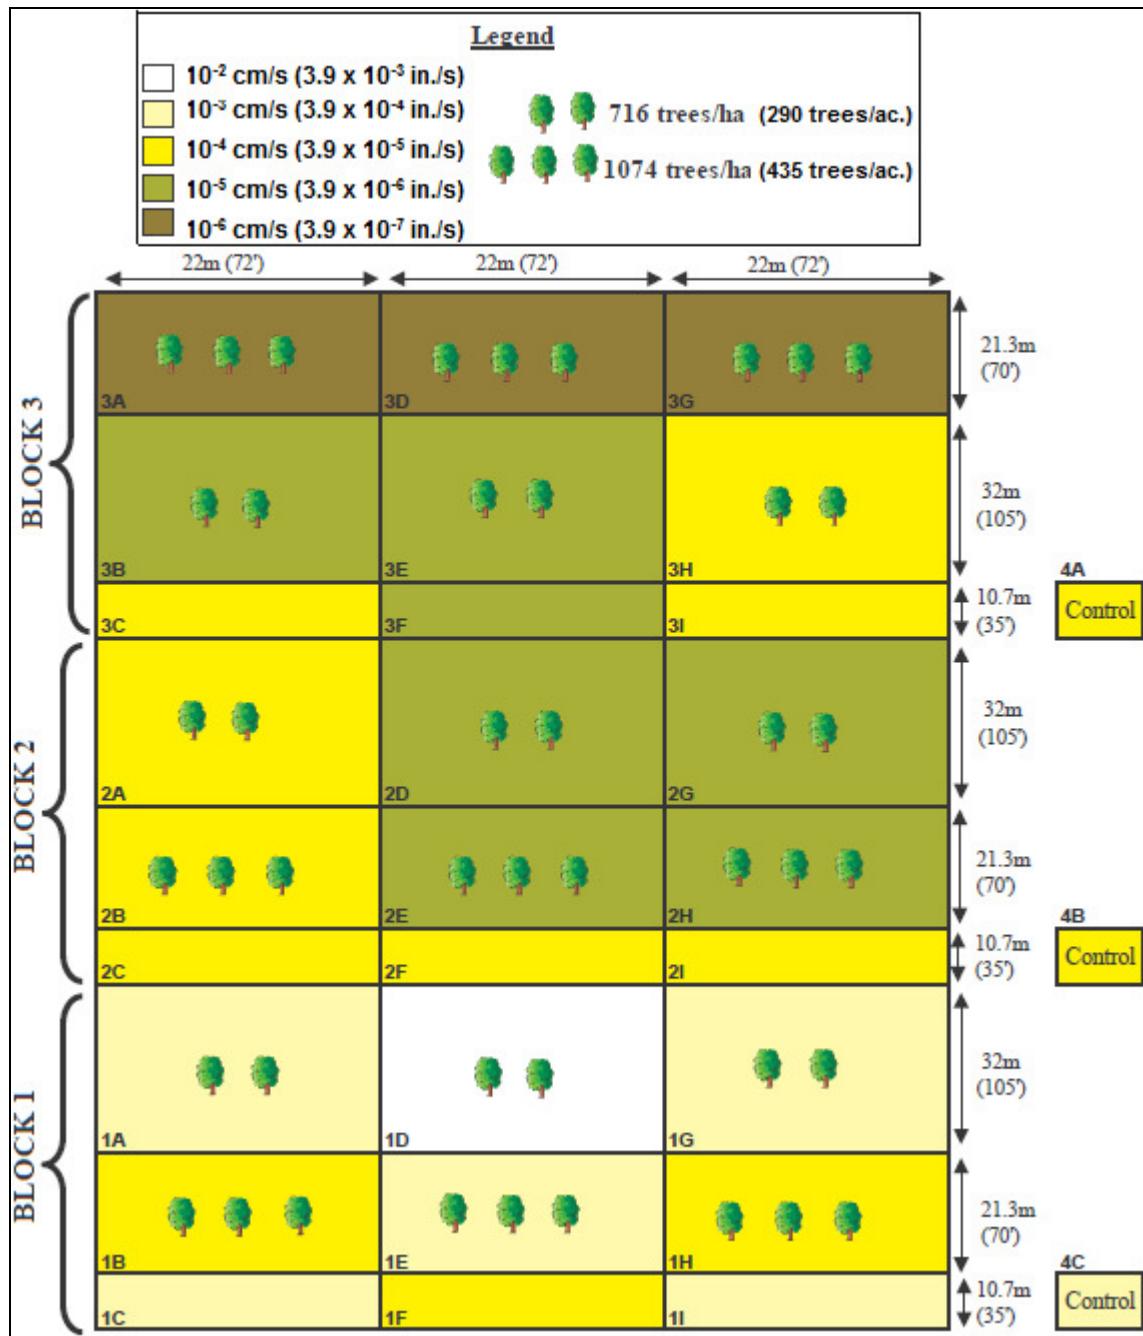 Legend
10-2 cm/s (3.9 x 10-3 in./s)
10-3 cm/s (3.9 x 10-4 in./s)
10-4 cm/s (3.9 x 10-5 in./s)
10-5 cm/s (3.9 x 10-6 in./s)
10-6 cm/s (3.9 x 10-7 in./s)
716 trees/ha (290 trees/ac.)
1074 trees/ha (435 trees/ac.)
22m (72') 22m (72') 22m (72')
BLOCK 3
3A 3D 3G
21.3m
(70')
3B 3E 3H
32m
(105')
3C 3F 3I
10.7m
(35')
4A
Control
BLOCK 2
2A 2D 2G
32m
(105')
2B 2E 2H
21.3m
(70')
2C 2F 2I
10.7m
(35')
4B
Control
BLOCK 1
1A 1D 1G
32m
(105')
1B 1E 1H
21.3m
(70')
1C 1F 1I
10.7m
(35')
4C
Control